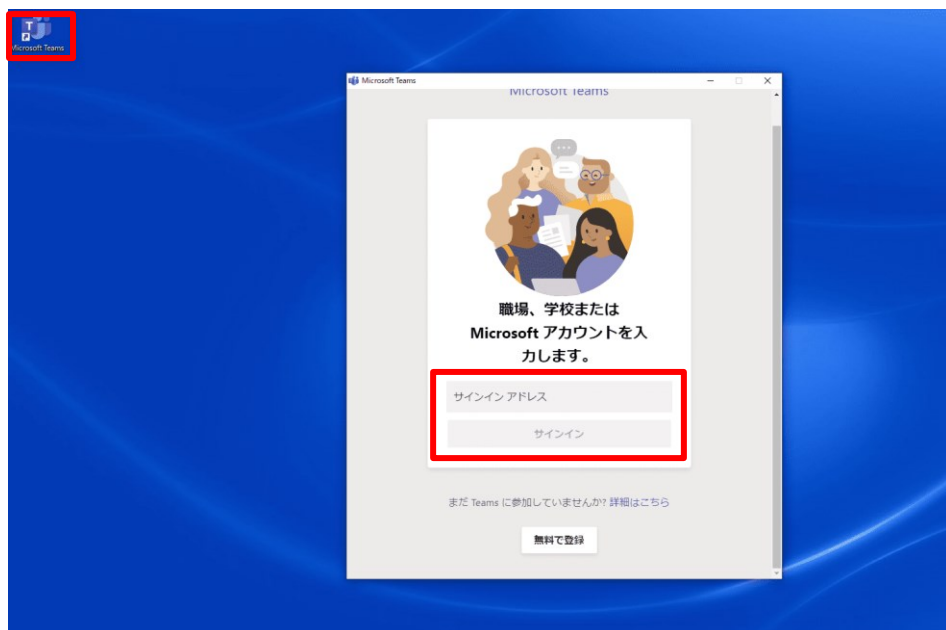 Microsoft Teams
Microsoft Teams
Microsoft Teams
職場、学校または
Microsoft アカウントを入
力します。
サインイン アドレス
サインイン
まだ Teams に参加していませんか? 詳細はこちら
無料で登録